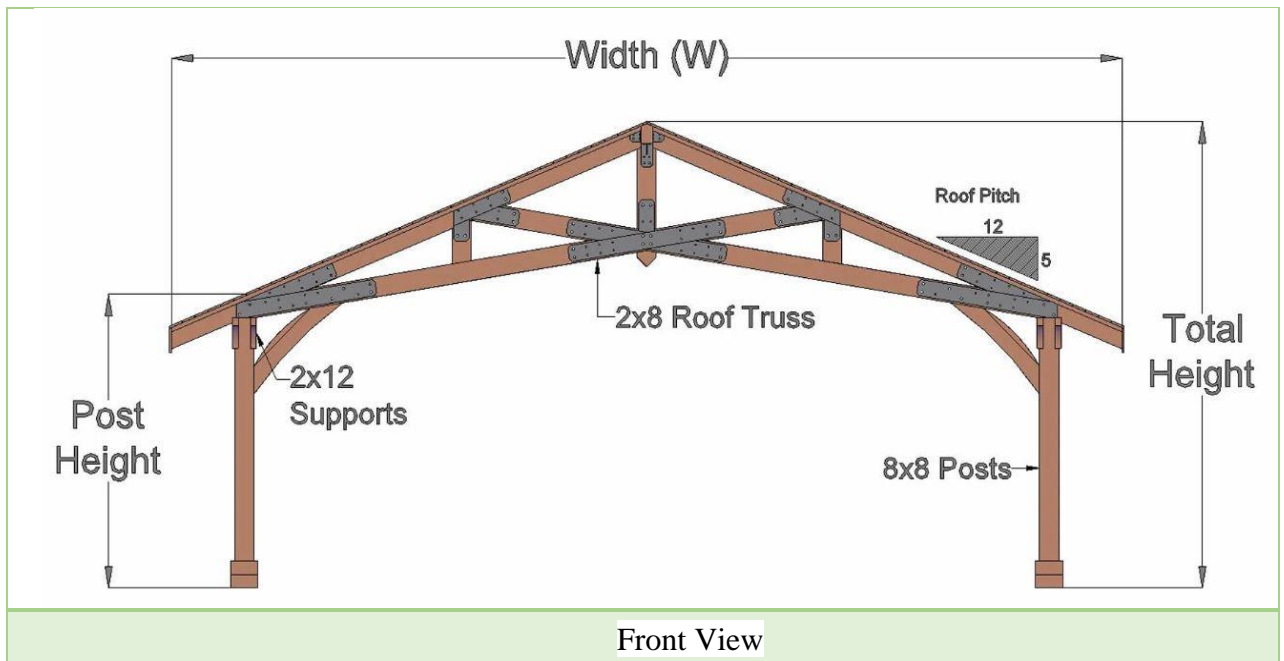 Width (W)
Roof Pitch
12
5
2x8 Roof Truss
Total
Height
2x12
Supports
Post
Height
8x8 Posts
Front View